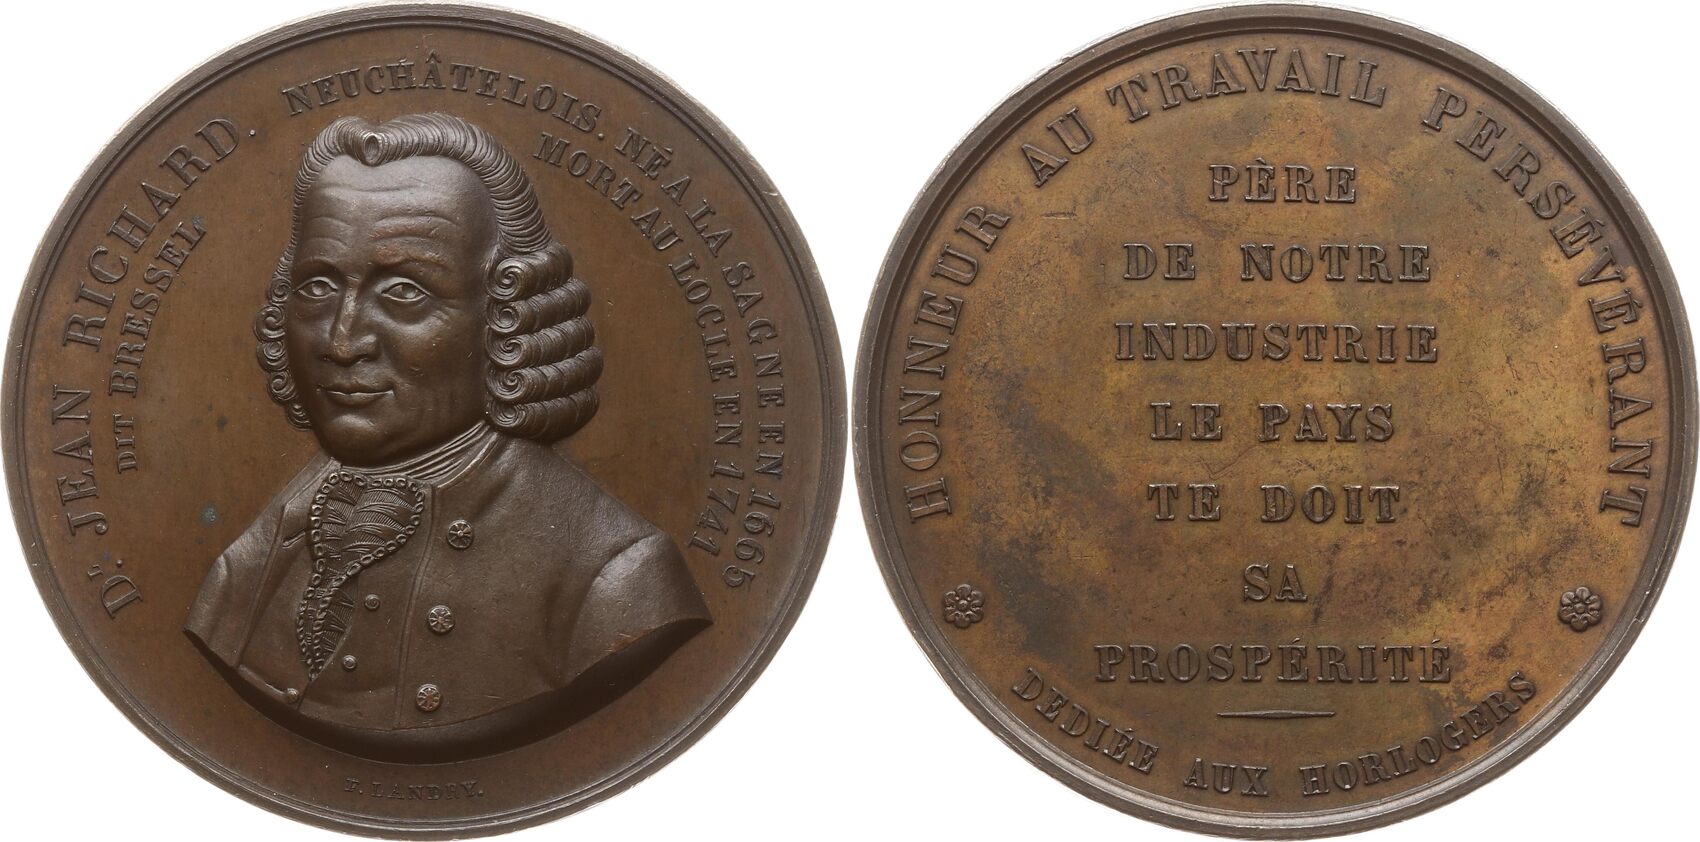 Dˡ. JEAN RICHARD. NEUCHÂTELOIS. NÉ A LA SAGNE EN 1665
DIT BRESSEL
MORT AU LOCLE EN 1741
F. LANDRY.
HONNEUR AU TRAVAIL PERSÉVÉRANT
PÈRE
DE NOTRE
INDUSTRIE
LE PAYS
TE DOIT
SA
PROSPÉRITÉ
DEDIÉE AUX HORLOGERS